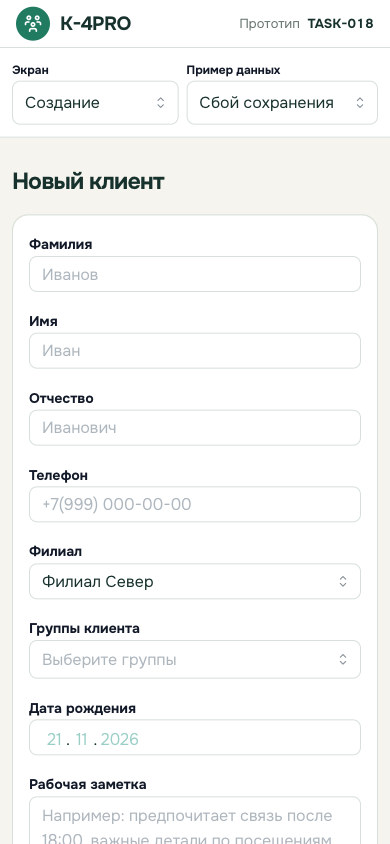 K-4PRO
Прототип TASK-018
Экран
Пример данных
Создание
Сбой сохранения
Новый клиент
Фамилия
Иванов
Имя
Иван
Отчество
Иванович
Телефон
+7(999) 000-00-00
Филиал
Филиал Север
Группы клиента
Выберите группы
Дата рождения
21 . 11 . 2026
Рабочая заметка
Например: предпочитает связь после
18:00, важные детали по посещениям